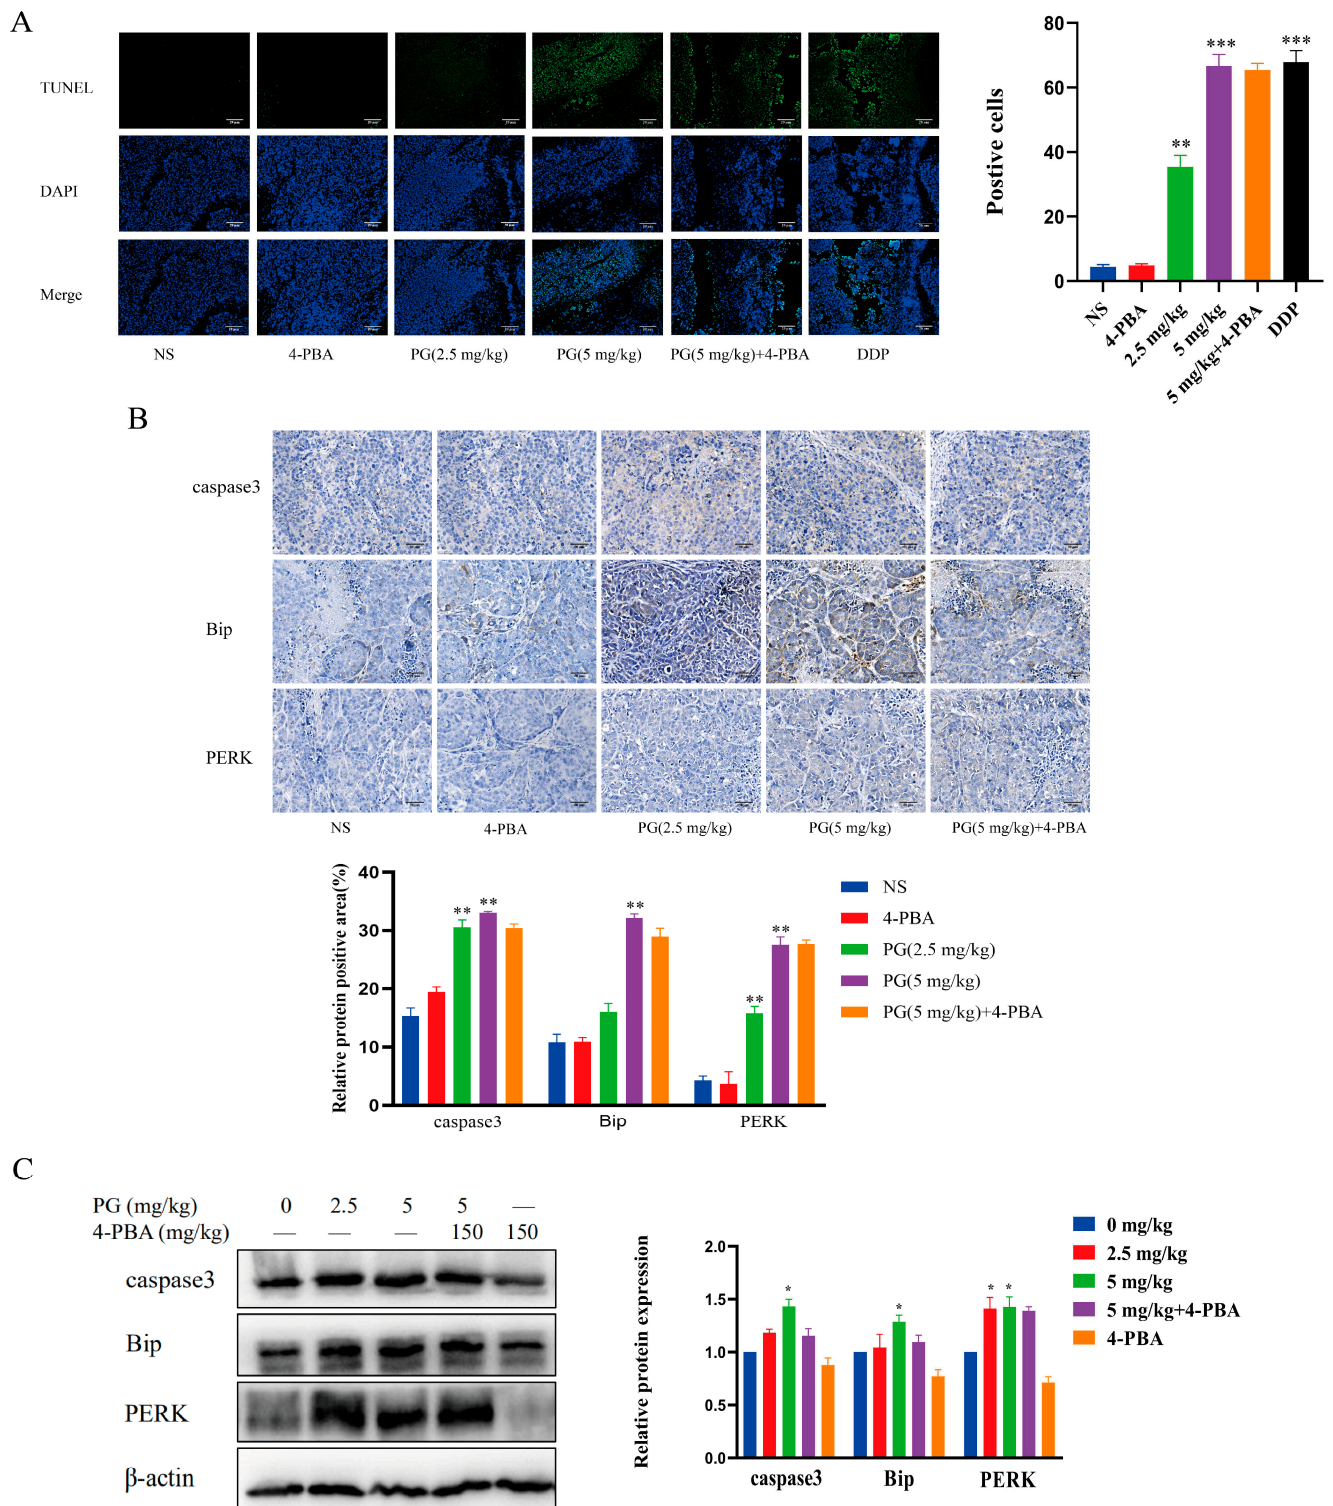 A
TUNEL
DAPI
Merge
NS
4-PBA
PG(2.5 mg/kg)
PG(5 mg/kg)
PG(5 mg/kg)+4-PBA
DDP
Postive cells
80
60
40
20
0
**
***
***
NS
4-PBA
2.5 mg/kg
5 mg/kg
5 mg/kg+4-PBA
DDP
B
caspase3
Bip
PERK
NS
4-PBA
PG(2.5 mg/kg)
PG(5 mg/kg)
PG(5 mg/kg)+4-PBA
Relative protein positive area(%)
40
30
20
10
0
** **
**
** **
caspase3
Bip
PERK
NS
4-PBA
PG(2.5 mg/kg)
PG(5 mg/kg)
PG(5 mg/kg)+4-PBA
C
PG (mg/kg) 0 2.5 5 5 —
4-PBA (mg/kg) — — — 150 150
caspase3
Bip
PERK
β-actin
Relative protein expression
2.0
1.5
1.0
0.5
0.0
*
*
* *
caspase3
Bip
PERK
0 mg/kg
2.5 mg/kg
5 mg/kg
5 mg/kg+4-PBA
4-PBA